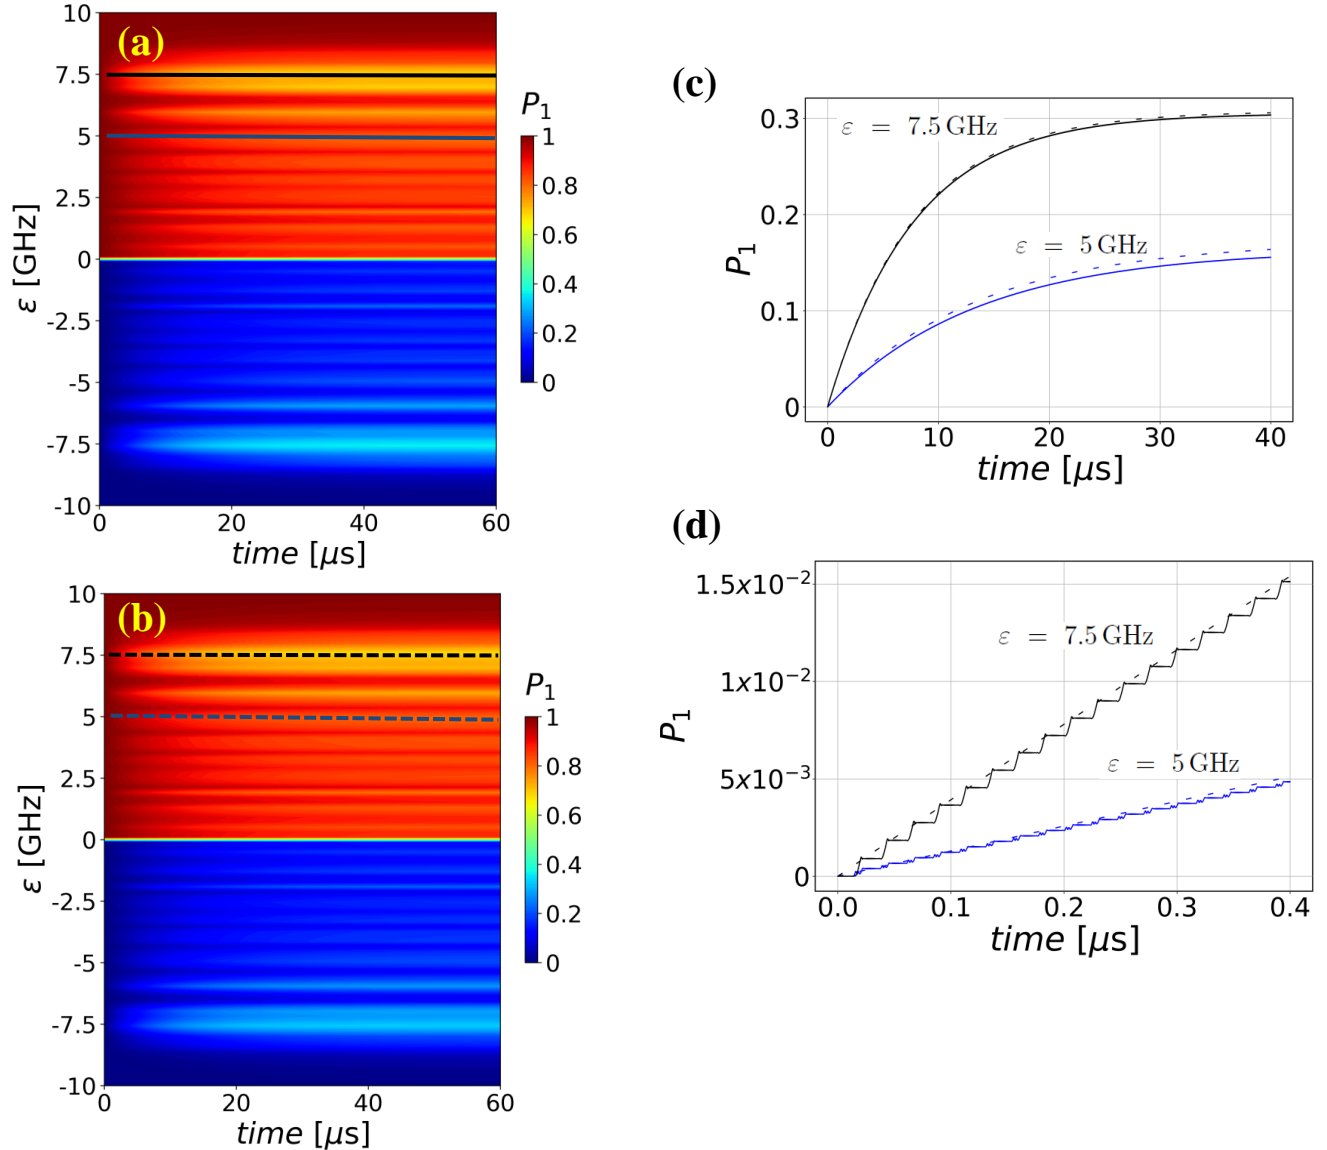 (a)
10
7.5
5
2.5
0
-2.5
-5
-7.5
-10
ε [GHz]
0 20 40 60
time [μs]
P1
1
0.8
0.6
0.4
0.2
0
(b)
10
7.5
5
2.5
0
-2.5
-5
-7.5
-10
ε [GHz]
0 20 40 60
time [μs]
P1
1
0.8
0.6
0.4
0.2
0
(c)
0.3
0.2
0.1
0
P1
ε = 7.5 GHz
ε = 5 GHz
0 10 20 30 40
time [μs]
(d)
1.5x10⁻²
1x10⁻²
5x10⁻³
0
P1
ε = 7.5 GHz
ε = 5 GHz
0.0 0.1 0.2 0.3 0.4
time [μs]